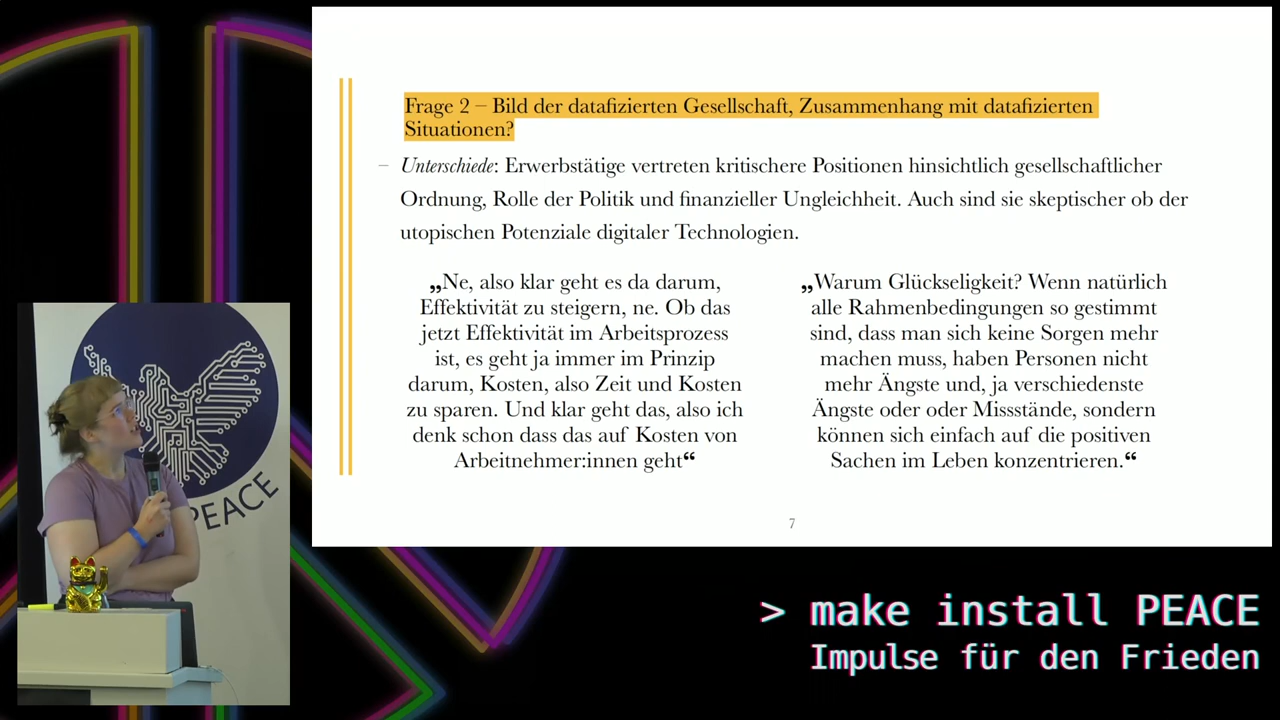 Frage 2 – Bild der datafizierten Gesellschaft, Zusammenhang mit datafizierten
Situationen?
– Unterschiede: Erwerbstätige vertreten kritischere Positionen hinsichtlich gesellschaftlicher
Ordnung, Rolle der Politik und finanzieller Ungleichheit. Auch sind sie skeptischer ob der
utopischen Potenziale digitaler Technologien.
„Ne, also klar geht es da darum,
Effektivität zu steigern, ne. Ob das
jetzt Effektivität im Arbeitsprozess
ist, es geht ja immer im Prinzip
darum, Kosten, also Zeit und Kosten
zu sparen. Und klar geht das, also ich
denk schon dass das auf Kosten von
Arbeitnehmer:innen geht“
„Warum Glückseligkeit? Wenn natürlich
alle Rahmenbedingungen so gestimmt
sind, dass man sich keine Sorgen mehr
machen muss, haben Personen nicht
mehr Ängste und, ja verschiedenste
Ängste oder oder Missstände, sondern
können sich einfach auf die positiven
Sachen im Leben konzentrieren.“
7
PEACE
> make install PEACE
Impulse für den Frieden